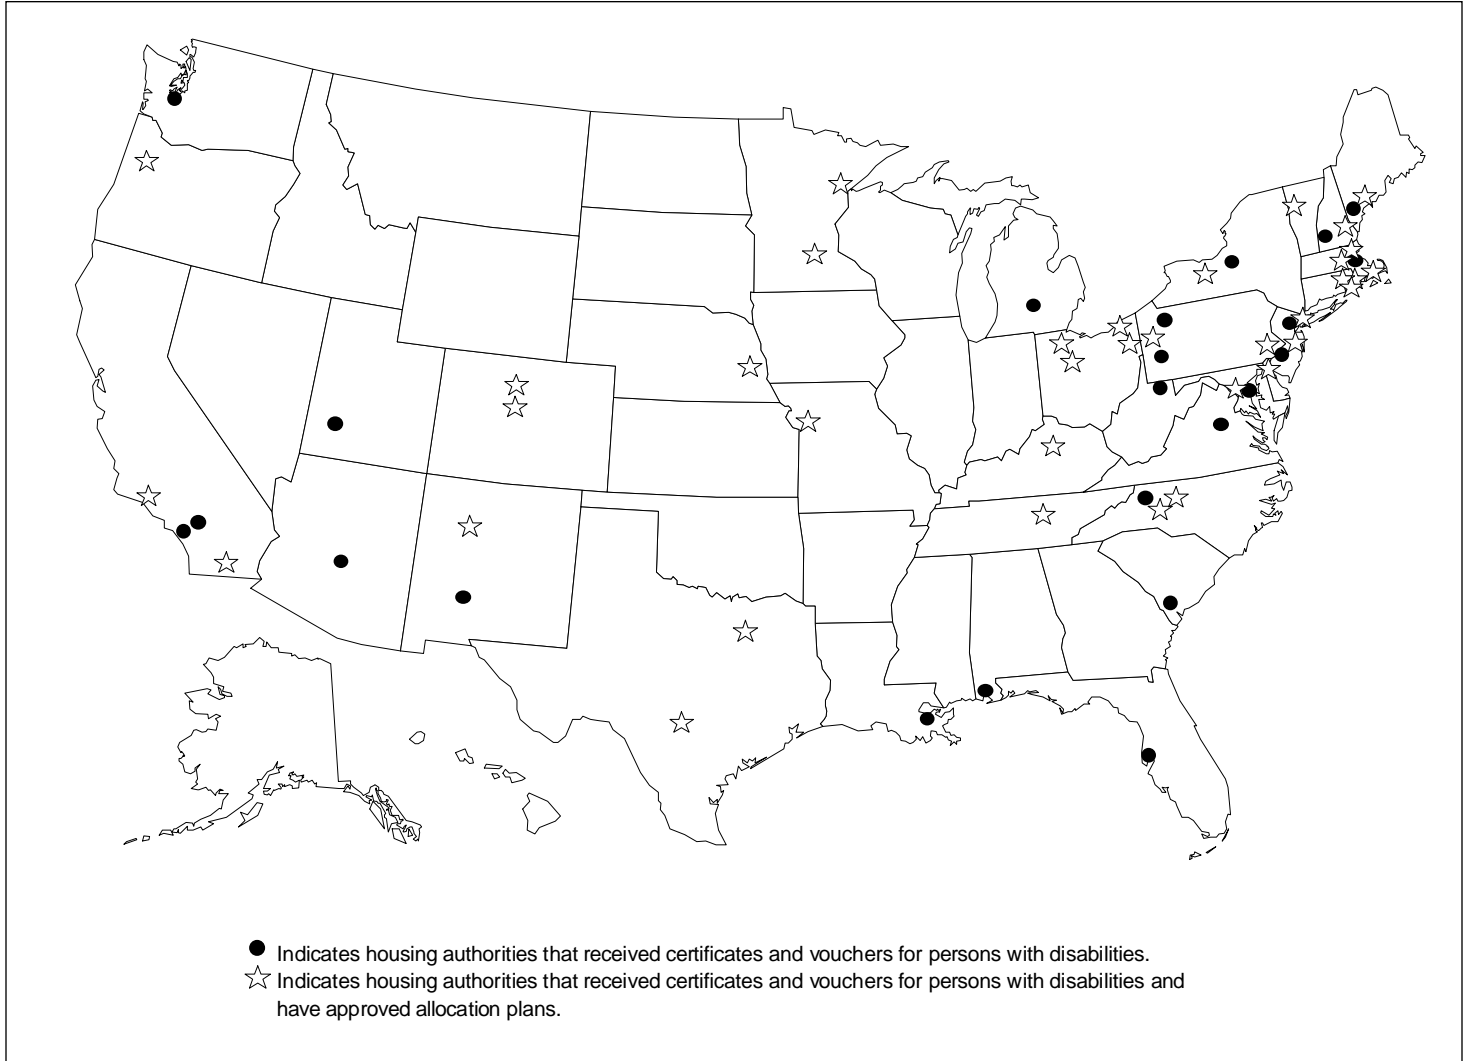 Indicates housing authorities that received certificates and vouchers for persons with disabilities.
Indicates housing authorities that received certificates and vouchers for persons with disabilities and
have approved allocation plans.